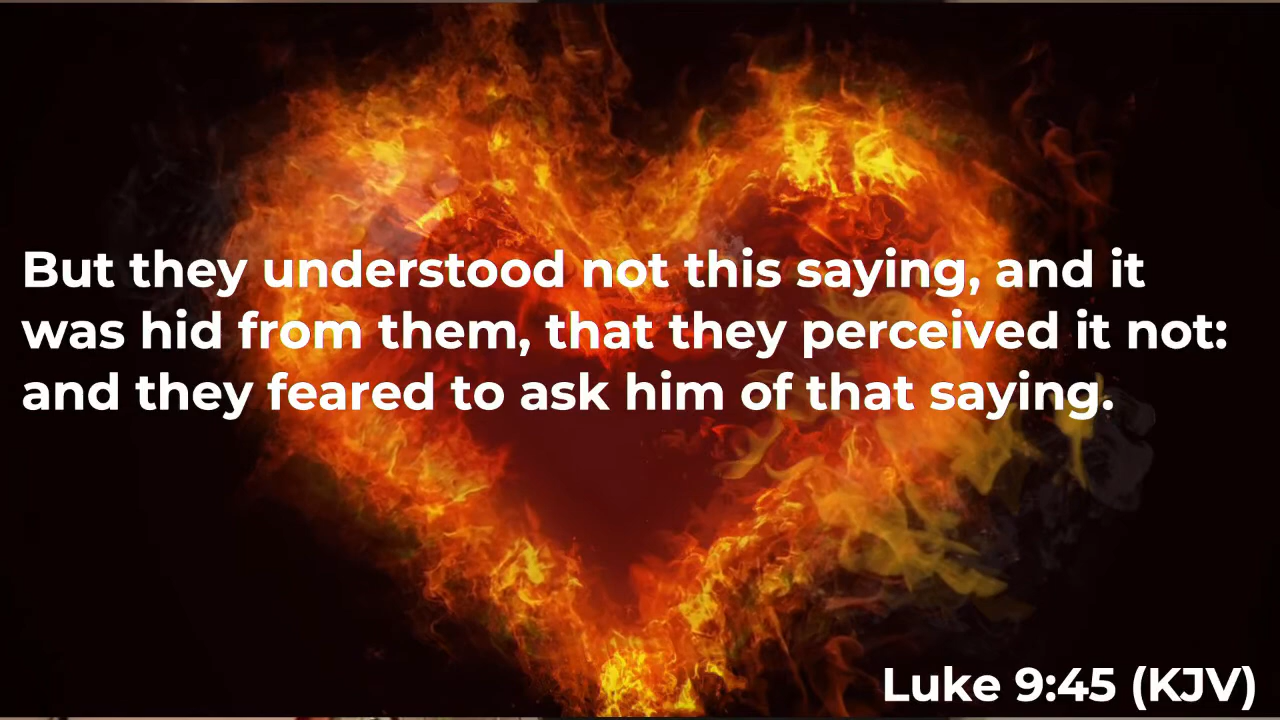 But they understood not this saying, and it
was hid from them, that they perceived it not:
and they feared to ask him of that saying.
Luke 9:45 (KJV)